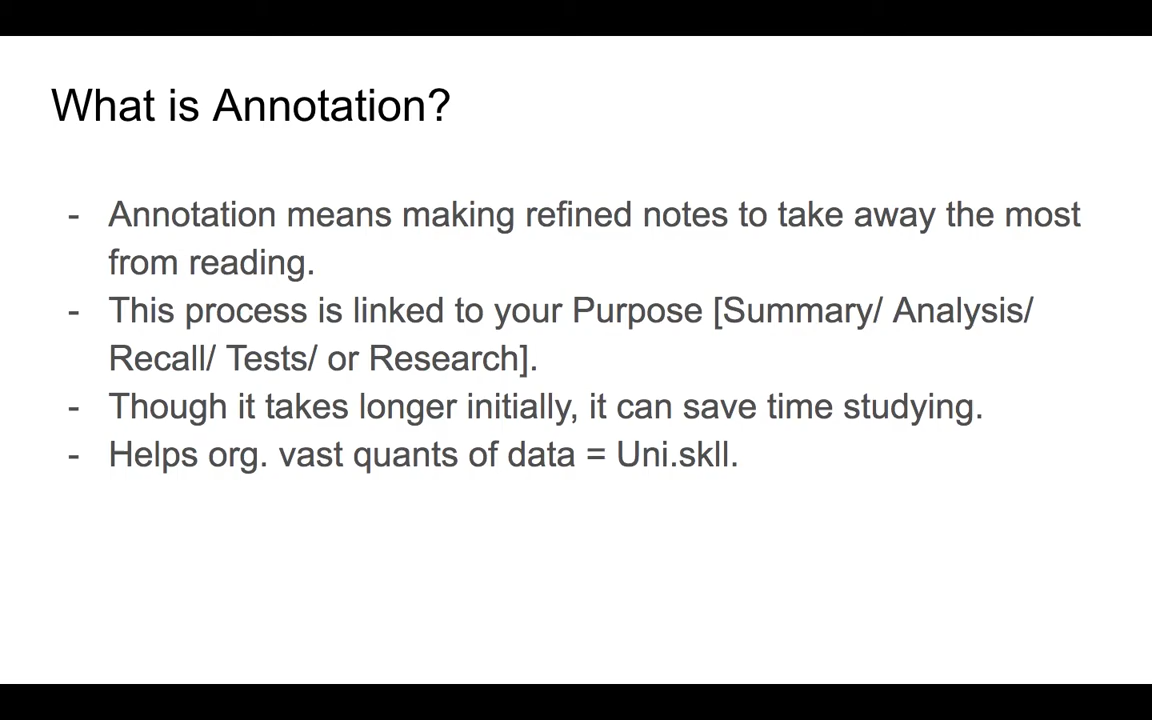 What is Annotation?
- Annotation means making refined notes to take away the most
from reading.
- This process is linked to your Purpose [Summary/ Analysis/
Recall/ Tests/ or Research].
- Though it takes longer initially, it can save time studying.
- Helps org. vast quants of data = Uni.skll.